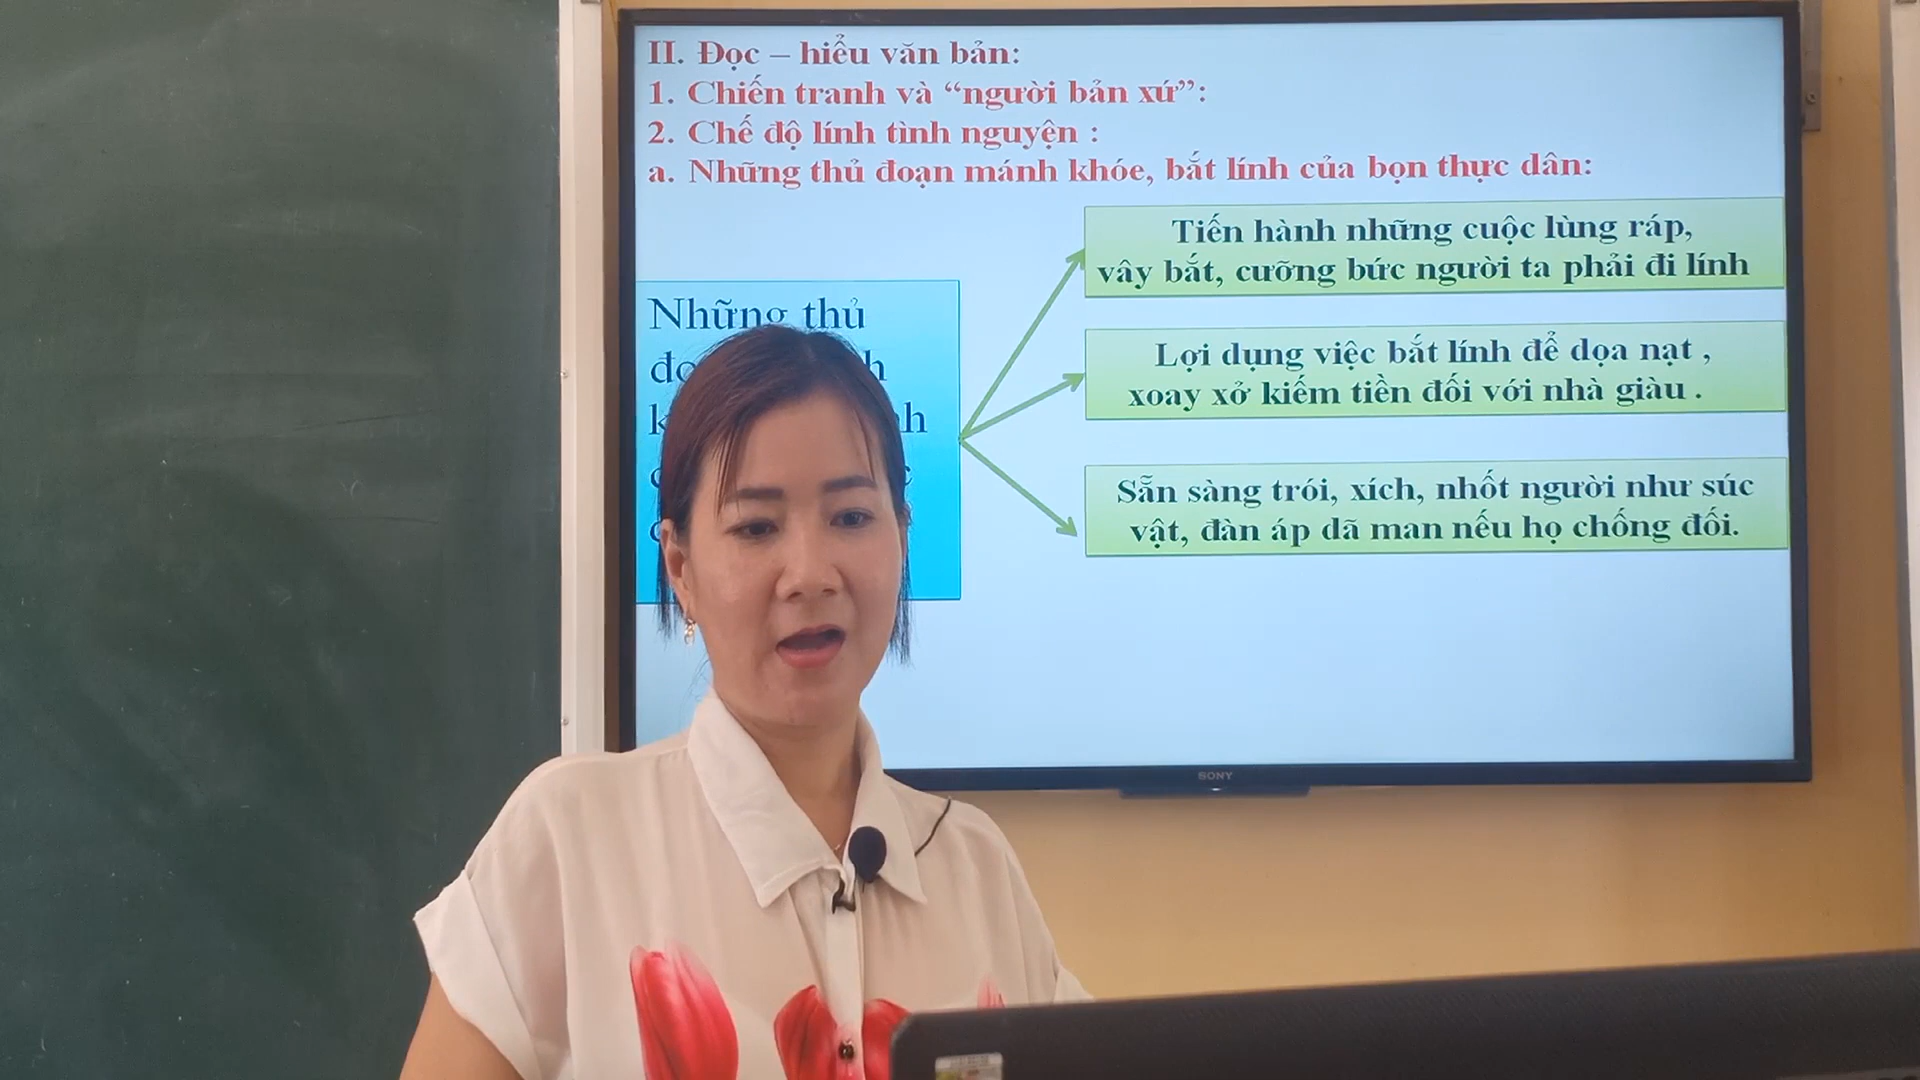 II. Đọc – hiểu văn bản:
1. Chiến tranh và “người bản xứ”:
2. Chế độ lính tình nguyện :
a. Những thủ đoạn mánh khóe, bắt lính của bọn thực dân:
Những thủ
Tiến hành những cuộc lùng ráp,
vây bắt, cưỡng bức người ta phải đi lính
Lợi dụng việc bắt lính để dọa nạt ,
xoay xở kiếm tiền đối với nhà giàu .
Sẵn sàng trói, xích, nhốt người như súc
vật, đàn áp dã man nếu họ chống đối.
SONY